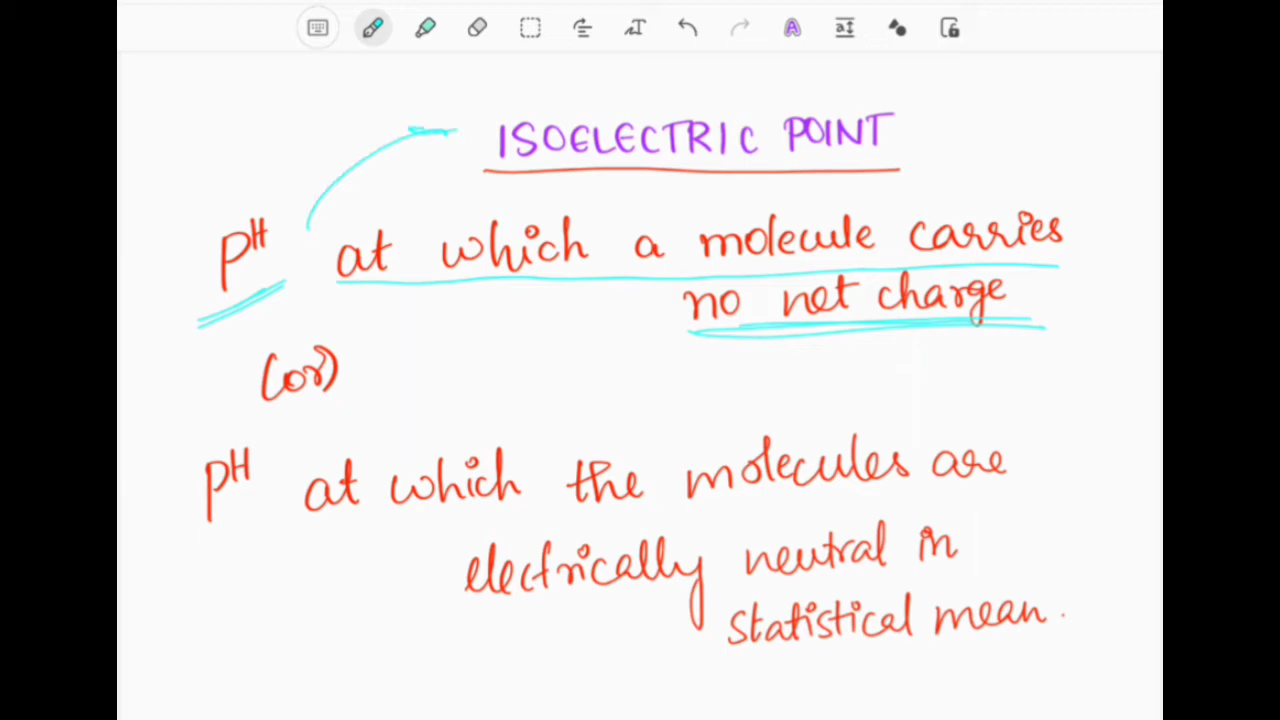 ISOELECTRIC POINT
pH at which a molecule carries
no net charge
(or)
pH at which the molecules are
electrically neutral in
statistical mean.